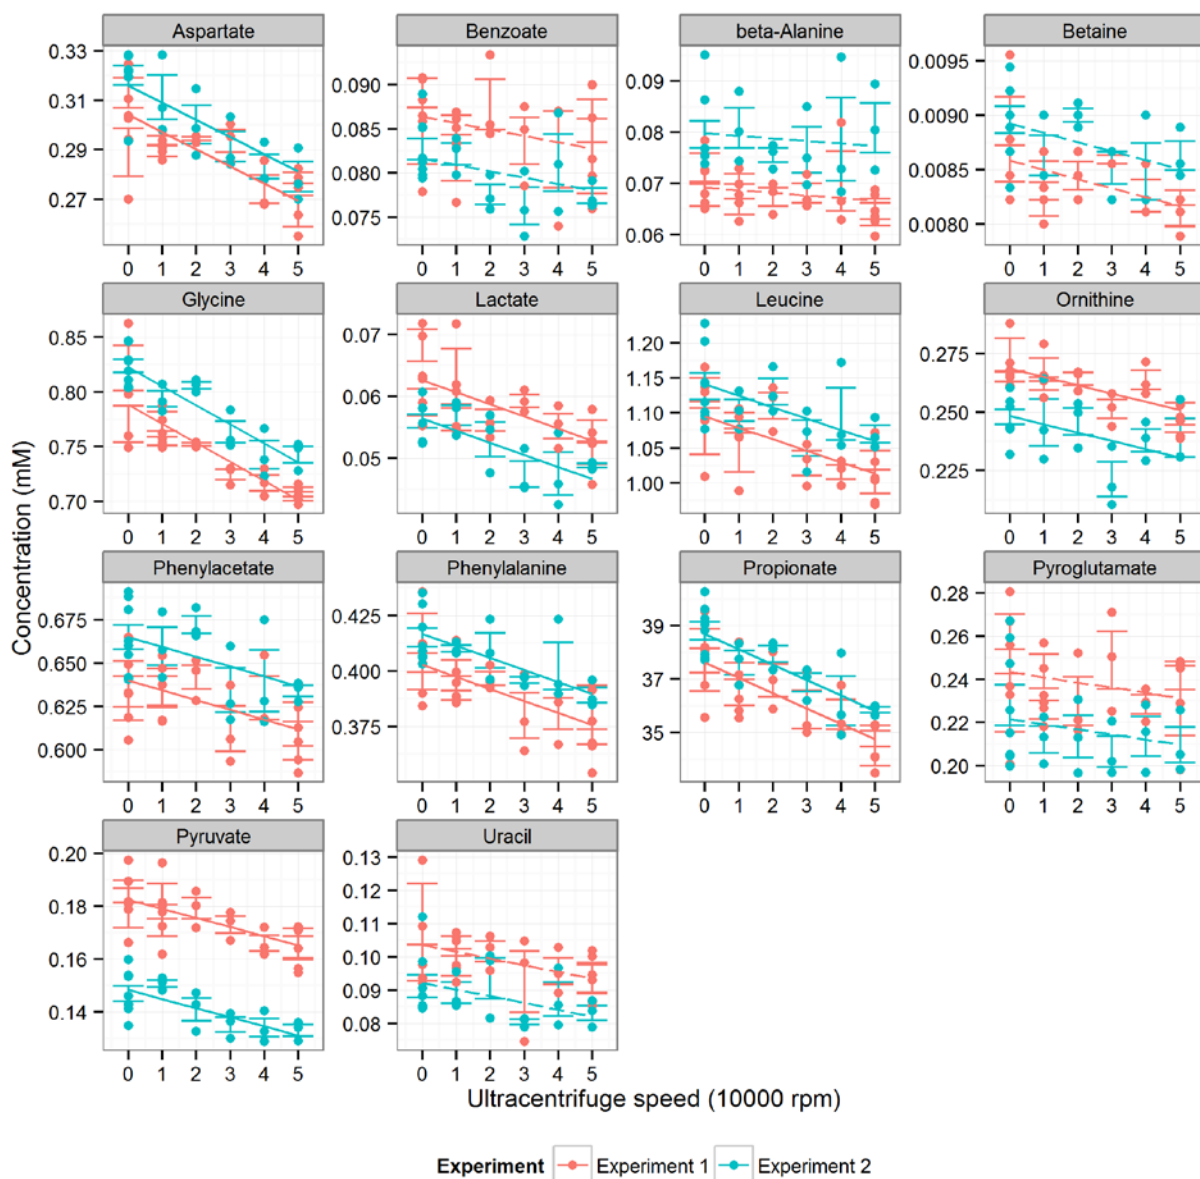 Aspartate Benzoate beta-Alanine Betaine
0.33 0.31 0.29 0.27
0.090 0.085 0.080 0.075
0.09 0.08 0.07 0.06
0.0095 0.0090 0.0085 0.0080
0 1 2 3 4 5 0 1 2 3 4 5 0 1 2 3 4 5 0 1 2 3 4 5
Glycine Lactate Leucine Ornithine
0.85 0.80 0.75 0.70
0.07 0.06 0.05
1.20 1.15 1.10 1.05 1.00
0.275 0.250 0.225
0 1 2 3 4 5 0 1 2 3 4 5 0 1 2 3 4 5 0 1 2 3 4 5
Concentration (mM)
Phenylacetate Phenylalanine Propionate Pyroglutamate
0.675 0.650 0.625 0.600
0.425 0.400 0.375
39 37 35
0.28 0.26 0.24 0.22 0.20
0 1 2 3 4 5 0 1 2 3 4 5 0 1 2 3 4 5 0 1 2 3 4 5
Pyruvate Uracil
0.20 0.18 0.16 0.14
0.13 0.12 0.11 0.10 0.09 0.08
0 1 2 3 4 5 0 1 2 3 4 5
Ultracentrifuge speed (10000 rpm)
Experiment Experiment 1 Experiment 2